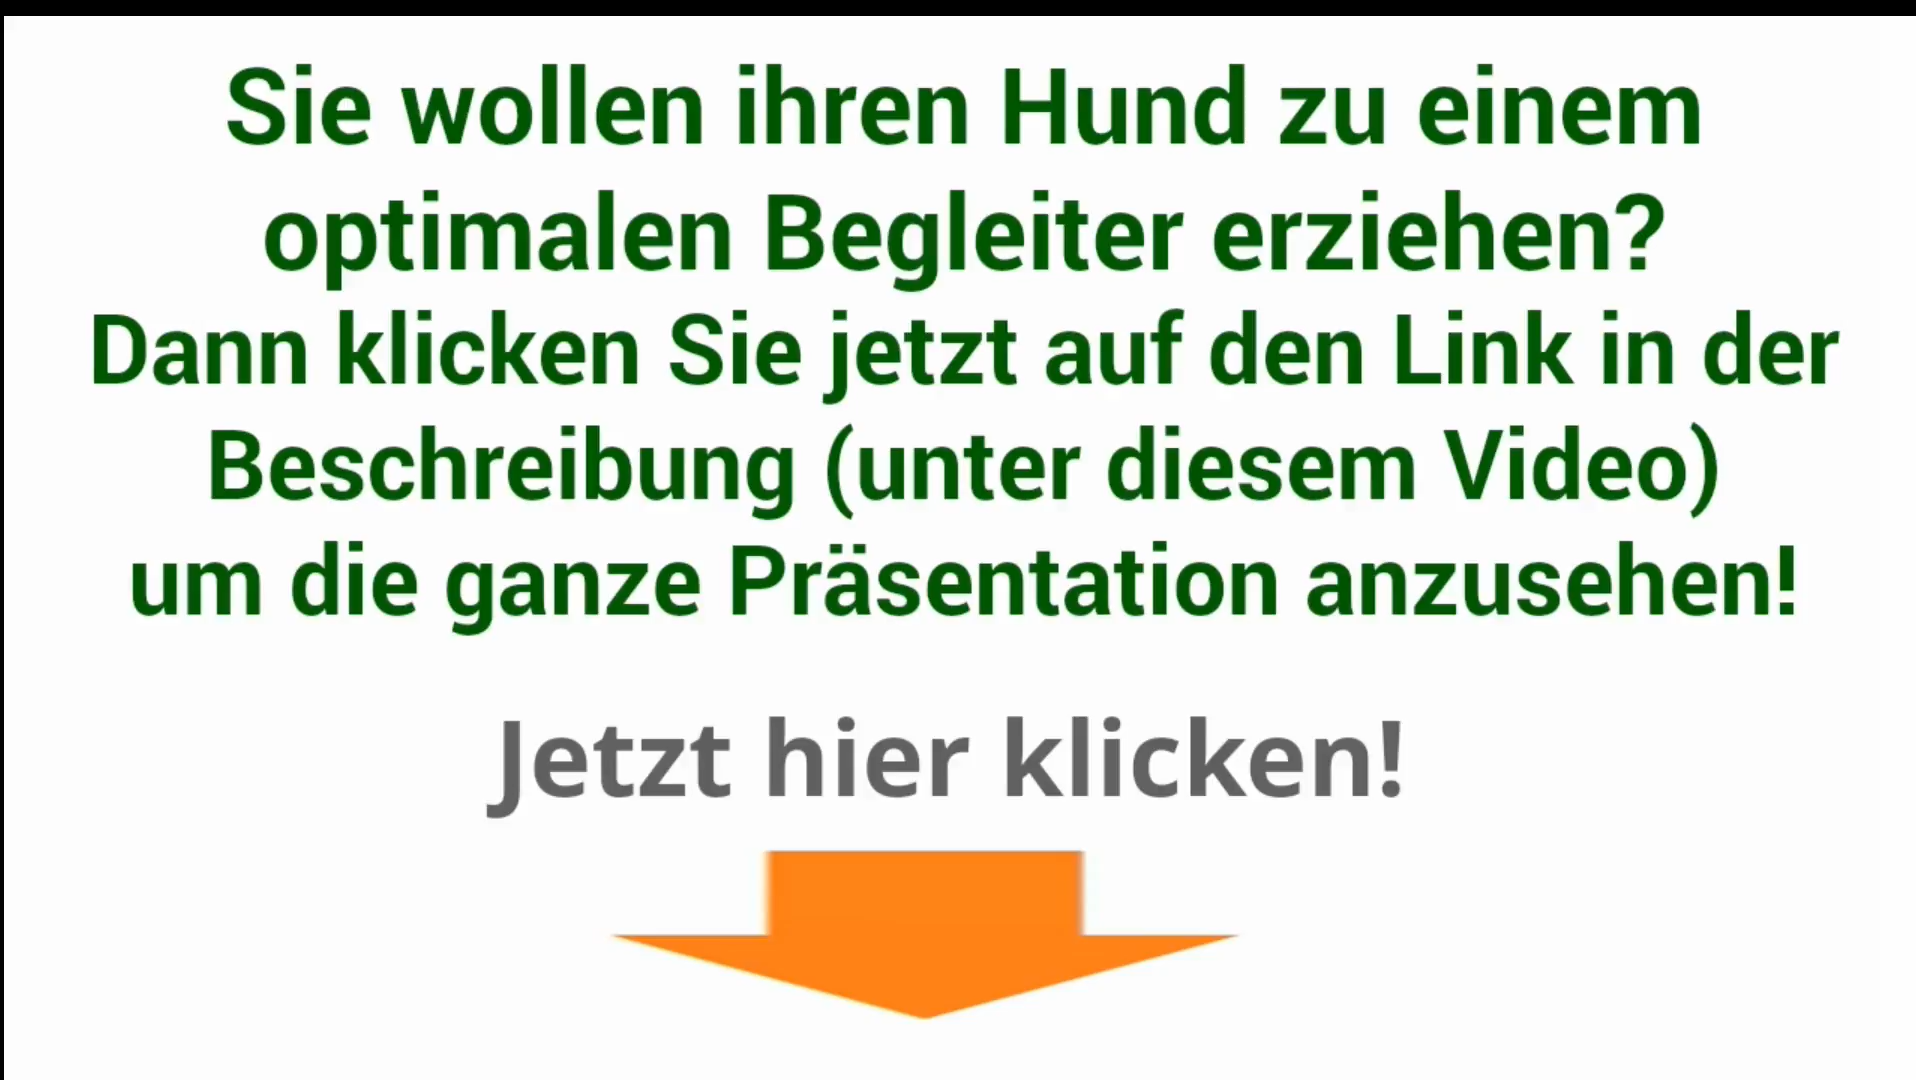 Sie wollen ihren Hund zu einem
optimalen Begleiter erziehen?
Dann klicken Sie jetzt auf den Link in der
Beschreibung (unter diesem Video)
um die ganze Präsentation anzusehen!
Jetzt hier klicken!